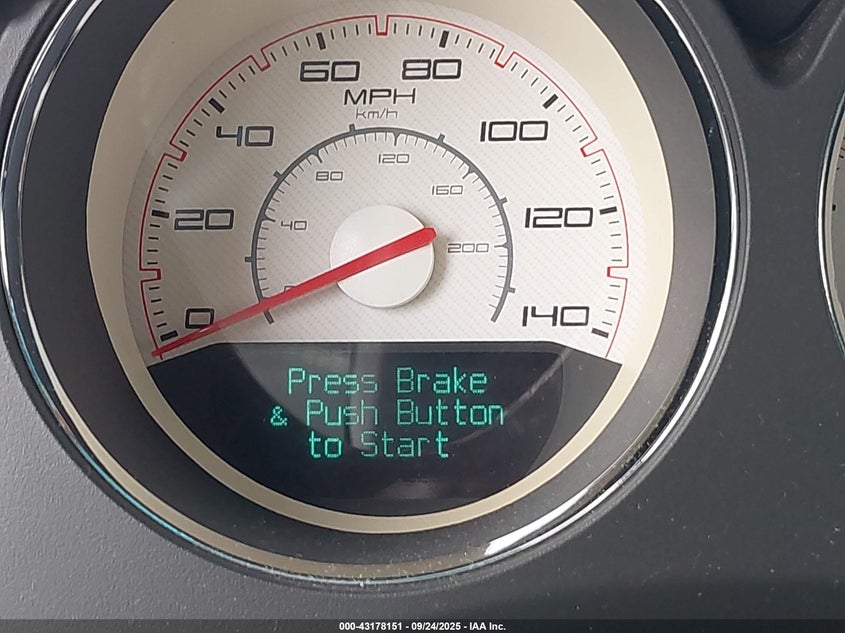 60 80
MPH
km/h
40 100
120
80 160
20 120
40 200
0 140
Press Brake
& Push Button
to Start
000-43178151 - 09/24/2025 - IAA Inc.